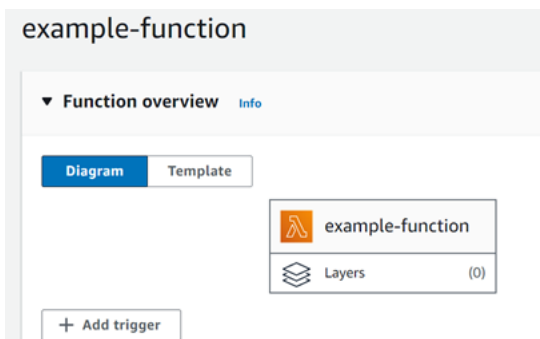 example-function
Function overview Info
Diagram Template
example-function
Layers (0)
+ Add trigger